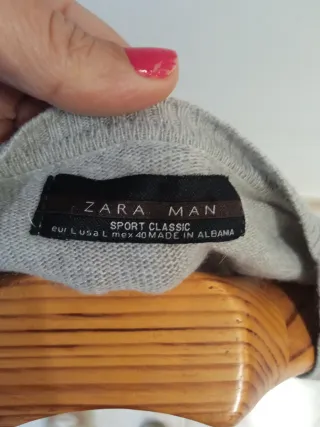 ZARA MAN
SPORT CLASSIC
eur L usa L mex 40 MADE IN ALBANIA